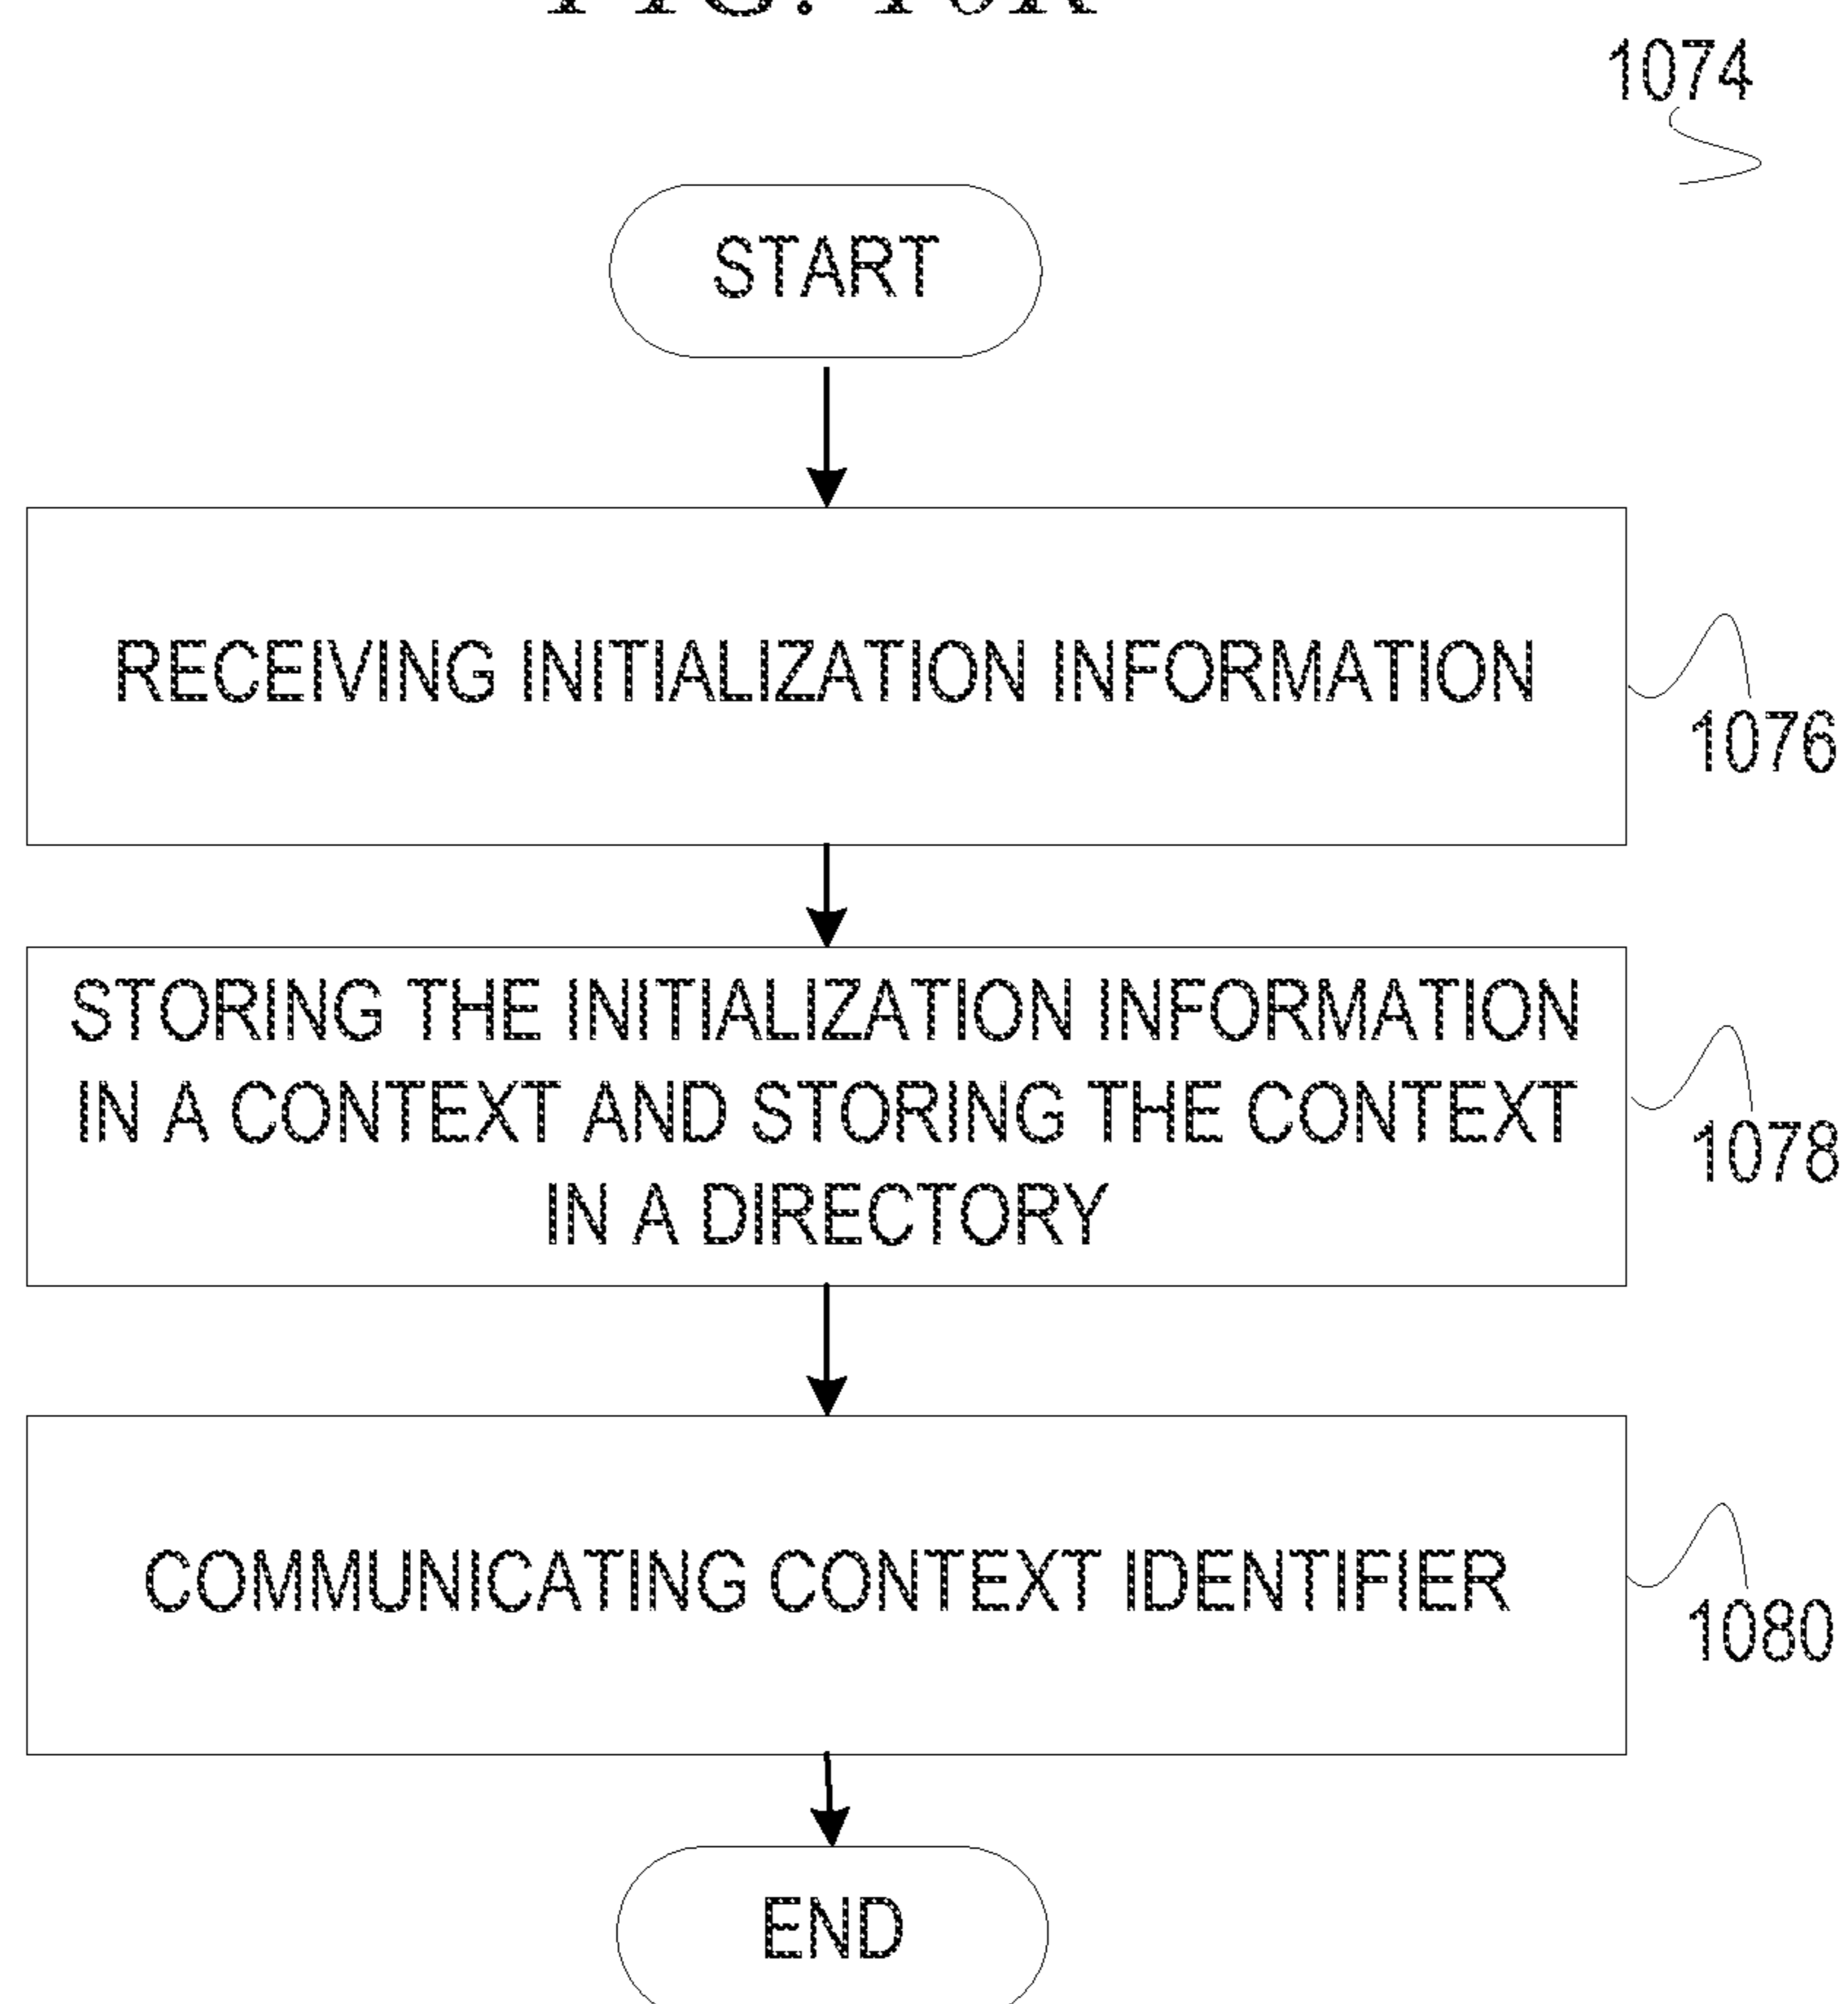 1074
START
RECEIVING INITIALIZATION INFORMATION
1076
STORING THE INITIALIZATION INFORMATION
IN A CONTEXT AND STORING THE CONTEXT
IN A DIRECTORY
1078
COMMUNICATING CONTEXT IDENTIFIER
1080
END